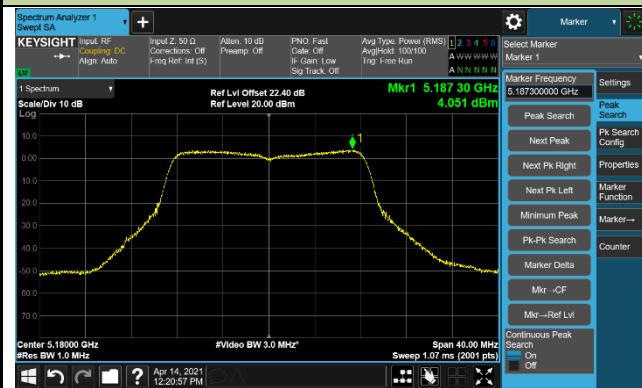 Spectrum Analyzer 1
Swept SA
+
Marker
KEYSIGHT
Input: RF
Coupling: DC
Align: Auto
Input Z: 50 Ω
Corrections: Off
Freq Ref: Int (S)
Atten: 10 dB
Preamp: Off
PNO: Fast
Gate: Off
IF Gain: Low
Sig Track: Off
Avg Type: Power (RMS)
Avg|Hold: 100/100
Trig: Free Run
1 2 3 4 5 6
A W W W W W
A N N N N N
LXI
Select Marker
Marker 1
1 Spectrum
Scale/Div 10 dB
Log
Ref Lvl Offset 22.40 dB
Ref Level 20.00 dBm
Mkr1 5.187 30 GHz
4.051 dBm
10.0
0.00
10.0
20.0
30.0
40.0
50.0
60.0
70.0
1
Center 5.18000 GHz
#Res BW 1.0 MHz
#Video BW 3.0 MHz*
Span 40.00 MHz
Sweep 1.07 ms (2001 pts)
Marker Frequency
5.187300000 GHz
Peak Search
Next Peak
Next Pk Right
Next Pk Left
Minimum Peak
Pk-Pk Search
Marker Delta
Mkr→CF
Mkr→Ref Lvl
Continuous Peak
Search
On
Off
Settings
Peak
Search
Pk Search
Config
Properties
Marker
Function
Marker→
Counter
?
Apr 14, 2021
12:20:57 PM